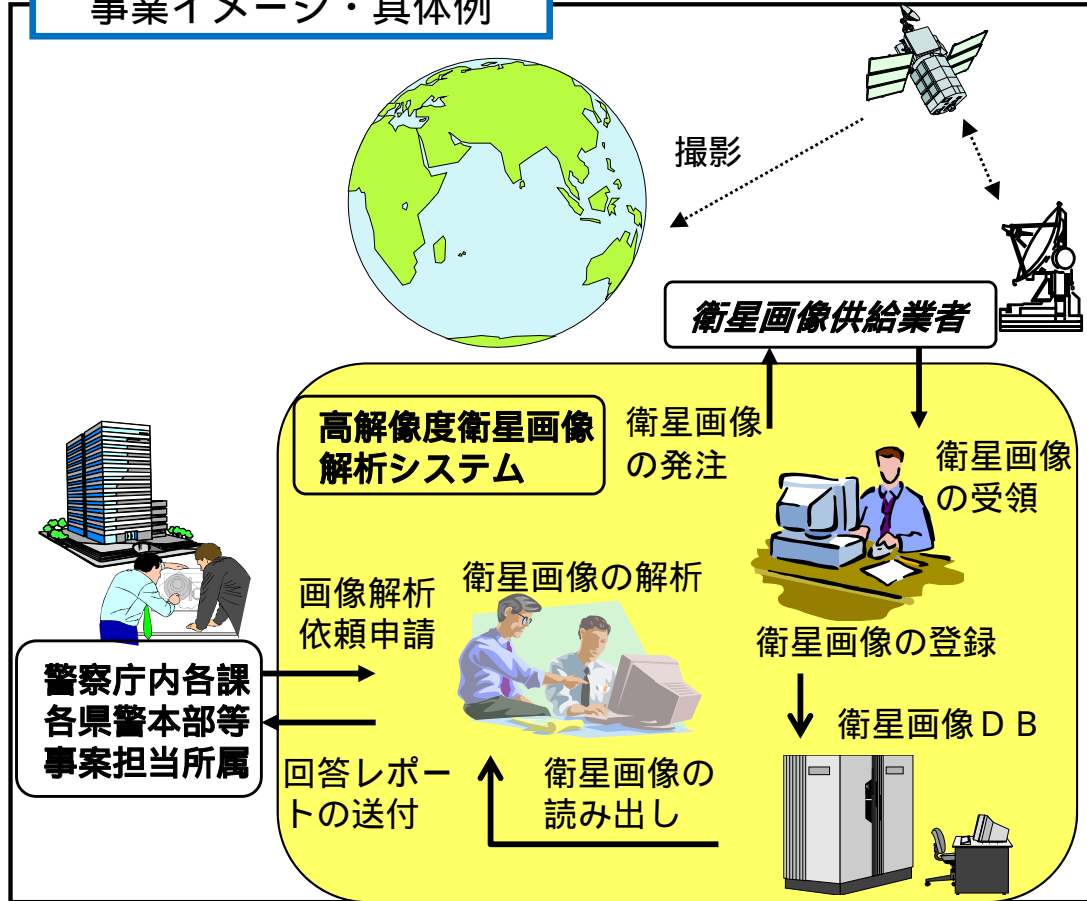 事業イメージ・具体例
撮影
衛星画像供給業者
高解像度衛星画像
解析システム
衛星画像
の発注
衛星画像
の受領
画像解析
依頼申請
衛星画像の解析
衛星画像の登録
警察庁内各課
各県警本部等
事案担当所属
衛星画像ＤＢ
回答レポー
トの送付
衛星画像の
読み出し